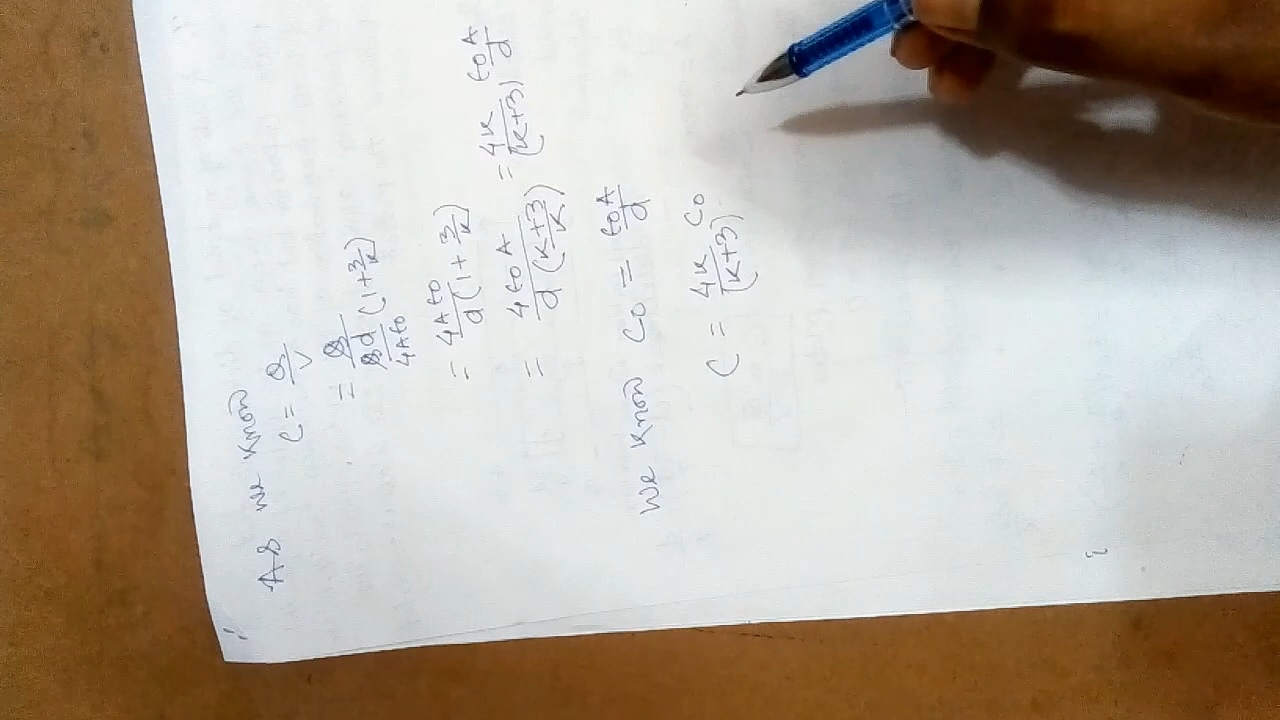 As we know
C = Q/V
= Q/(Qd/4Aε0 (1+3/K))
= 4Aε0/d(1+3/K)
= 4ε0A/d(K+3/K) = 4K/(K+3) ε0A/d
We know C0 = ε0A/d
C = 4K/(K+3) C0